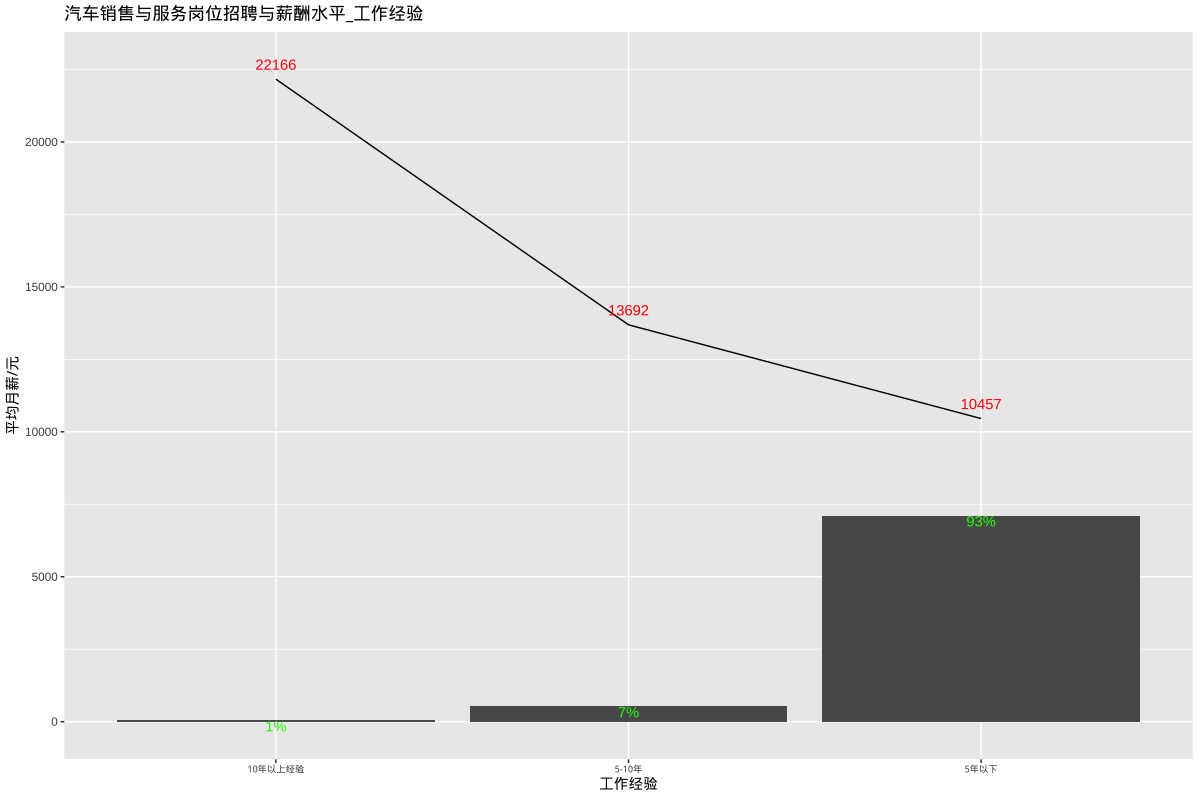 汽车销售与服务岗位招聘与薪酬水平_工作经验
22166
20000
15000
13692
平均月薪/元
10457
10000
93%
5000
7%
0
1%
10年以上经验
5-10年
5年以下
工作经验